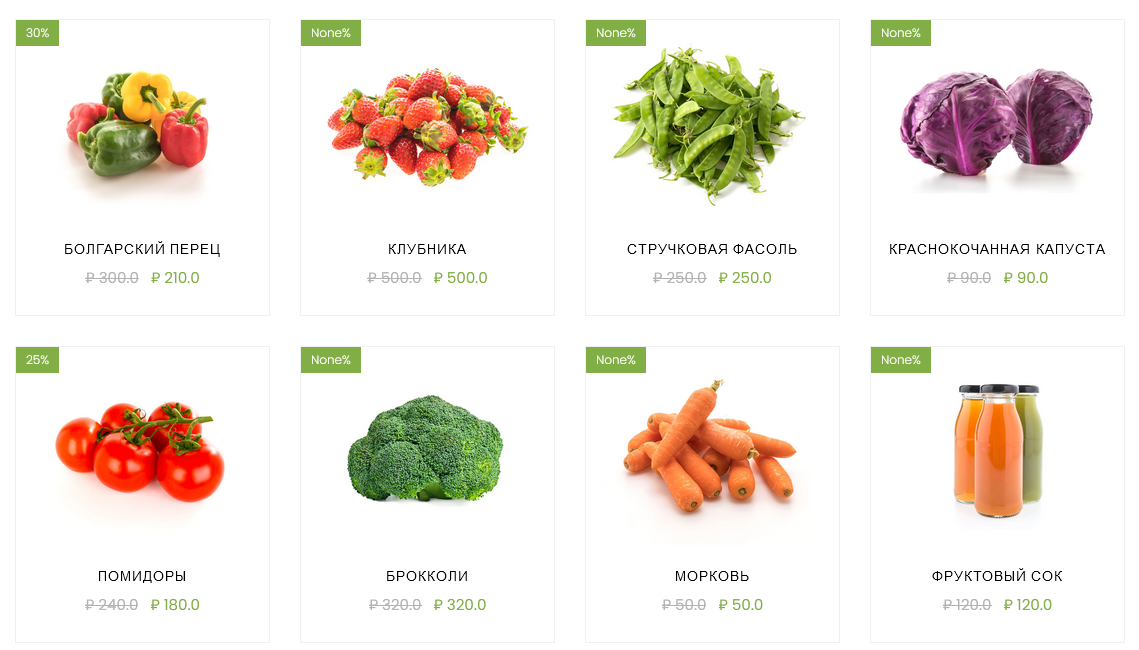 30%
None%
None%
None%
БОЛГАРСКИЙ ПЕРЕЦ
КЛУБНИКА
СТРУЧКОВАЯ ФАСОЛЬ
КРАСНОКОЧАННАЯ КАПУСТА
₽ 300.0 ₽ 210.0
₽ 500.0 ₽ 500.0
₽ 250.0 ₽ 250.0
₽ 90.0 ₽ 90.0
25%
None%
None%
None%
ПОМИДОРЫ
БРОККОЛИ
МОРКОВЬ
ФРУКТОВЫЙ СОК
₽ 240.0 ₽ 180.0
₽ 320.0 ₽ 320.0
₽ 50.0 ₽ 50.0
₽ 120.0 ₽ 120.0